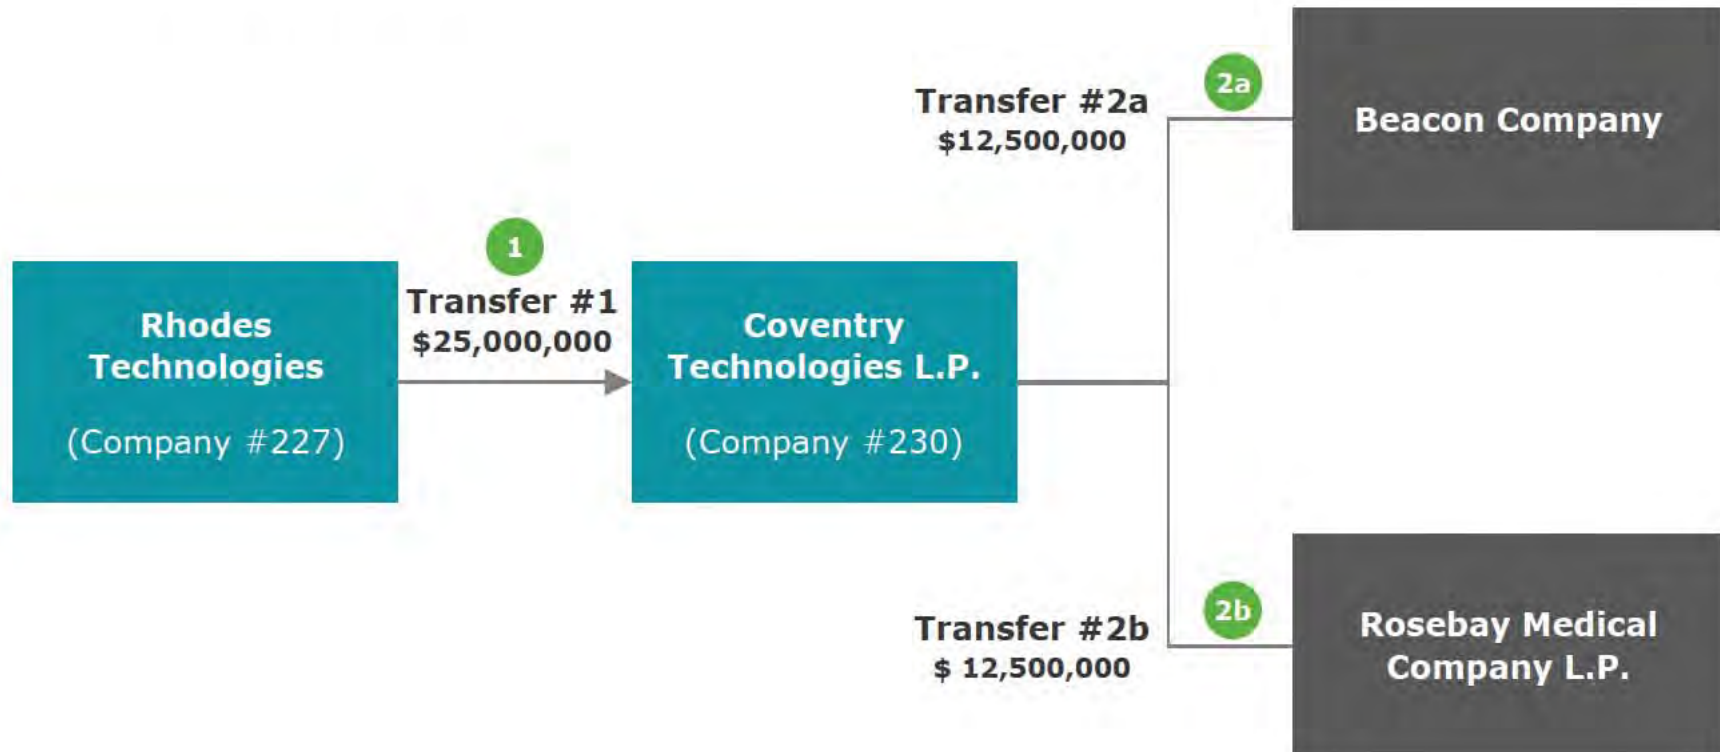 Rhodes
Technologies
(Company #227)
1
Transfer #1
$25,000,000
Coventry
Technologies L.P.
(Company #230)
Transfer #2a
$12,500,000
2a
Beacon Company
Transfer #2b
$ 12,500,000
2b
Rosebay Medical
Company L.P.